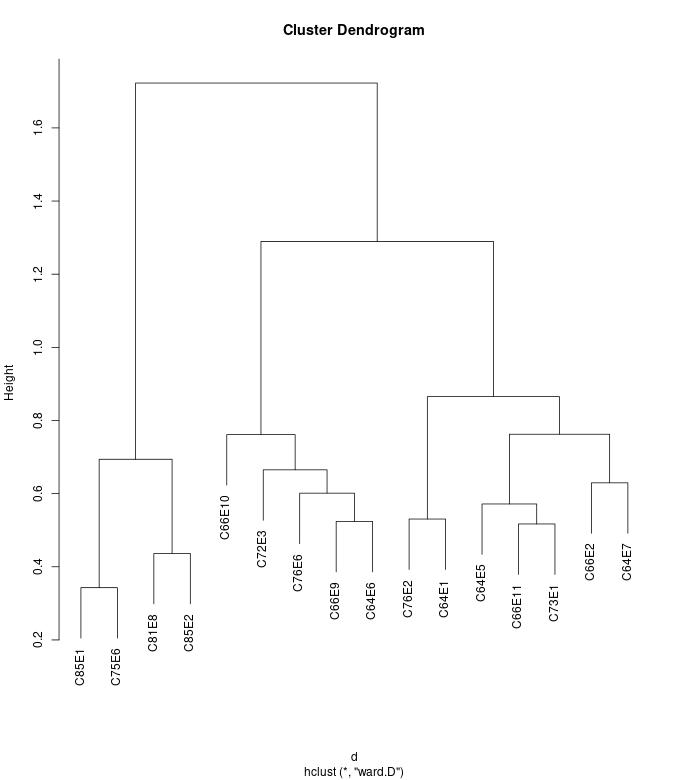 Cluster Dendrogram
Height
1.6
1.4
1.2
1.0
0.8
0.6
0.4
0.2
C85E1
C75E6
C81E8
C85E2
C66E10
C72E3
C76E6
C66E9
C64E6
C76E2
C64E1
C64E5
C66E11
C73E1
C66E2
C64E7
d
hclust (*, "ward.D")